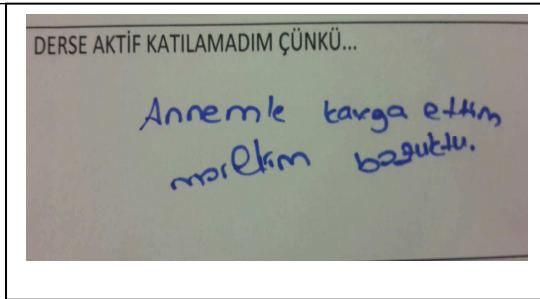 DERSE AKTİF KATILAMADIM ÇÜNKÜ...
Annemle kavga ettim
moralim bozuktu.